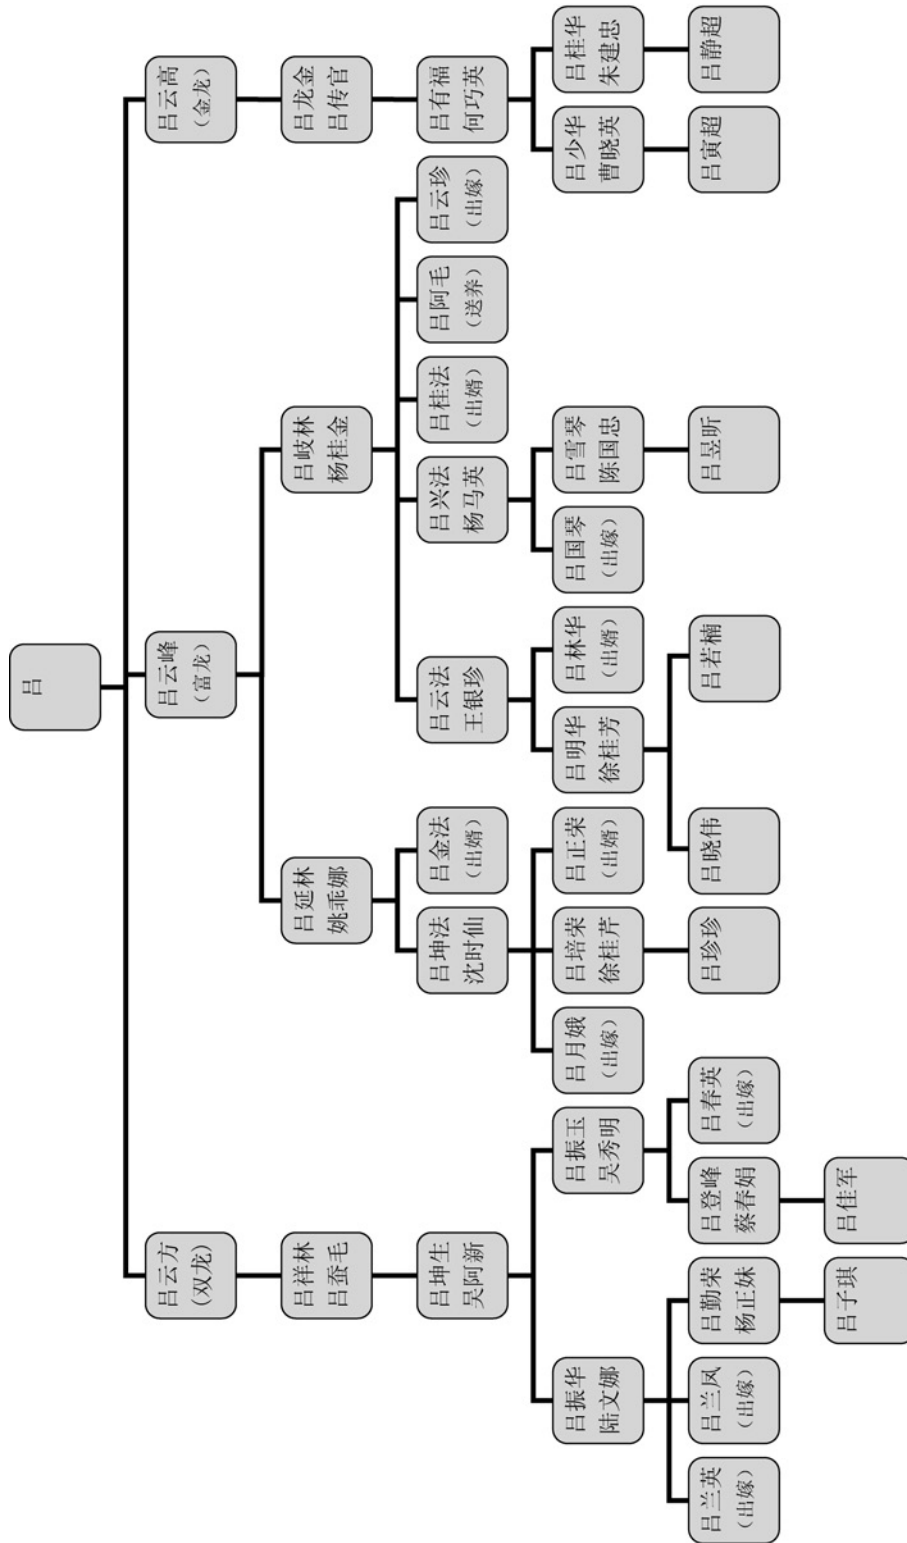 吕
吕云方
(双龙)
吕云峰
(富龙)
吕云高
(金龙)
吕祥林
吕蚕毛
吕延林
姚乖娜
吕岐林
杨桂金
吕龙金
吕传官
吕坤生
吴阿新
吕坤法
沈时仙
吕金法
(出婿)
吕云法
王银珍
吕兴法
杨马英
吕桂法
(出婿)
吕阿毛
(送养)
吕云珍
(出嫁)
吕有福
何巧英
吕振华
陆文娜
吕振玉
吴秀明
吕月娥
(出嫁)
吕培荣
徐桂芹
吕正荣
(出婿)
吕明华
徐桂芳
吕林华
(出婿)
吕国琴
(出嫁)
吕雪琴
陈国忠
吕少华
曹晓英
吕桂华
朱建忠
吕兰英
(出嫁)
吕兰凤
(出嫁)
吕勤荣
杨正妹
吕登峰
蔡春娟
吕春英
(出嫁)
吕珍珍
吕晓伟
吕若楠
吕昱昕
吕寅超
吕静超
吕子琪
吕佳军